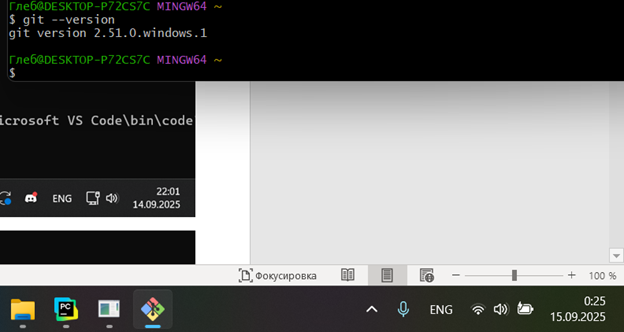 Глеб@DESKTOP-P72CS7C MINGW64 ~
$ git --version
git version 2.51.0.windows.1
Глеб@DESKTOP-P72CS7C MINGW64 ~
$
icrosoft VS Code\bin\code
ENG
22:01
14.09.2025
Фокусировка
100 %
PC
ENG
0:25
15.09.2025